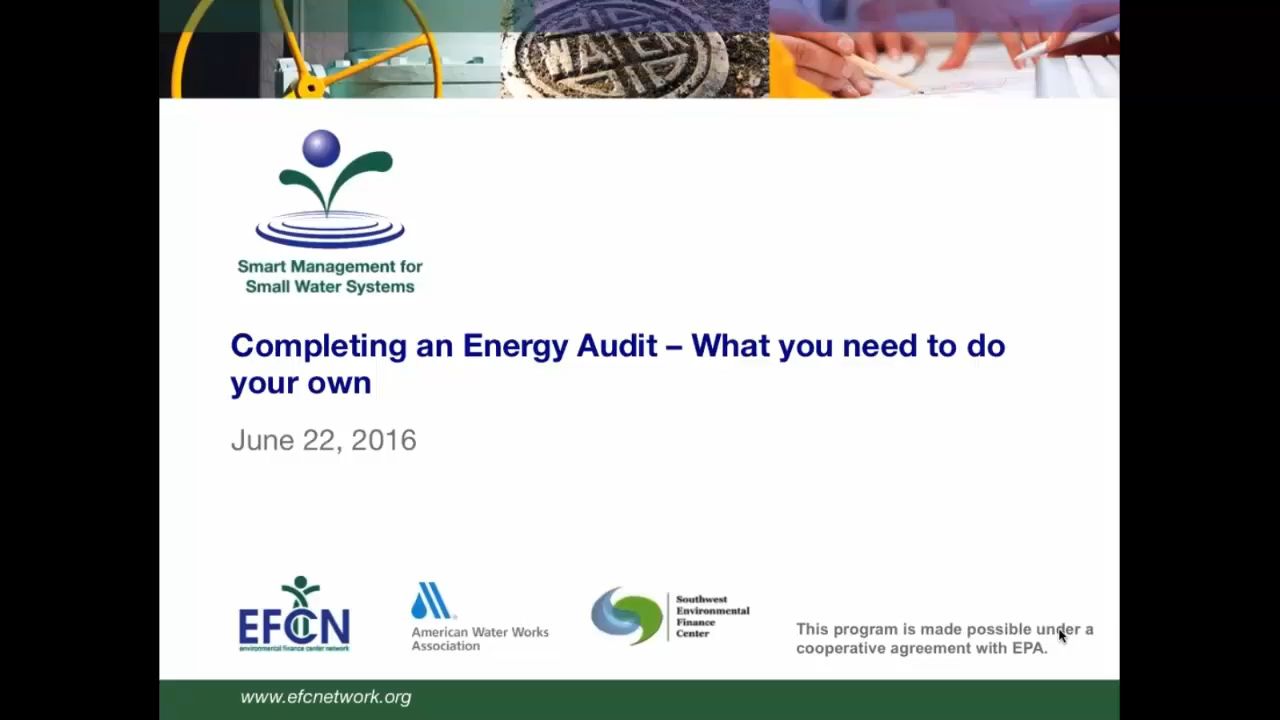 WATER
Smart Management for
Small Water Systems
Completing an Energy Audit – What you need to do
your own
June 22, 2016
EFCN
environmental finance center network
American Water Works
Association
Southwest
Environmental
Finance
Center
This program is made possible under a
cooperative agreement with EPA.
www.efcnetwork.org